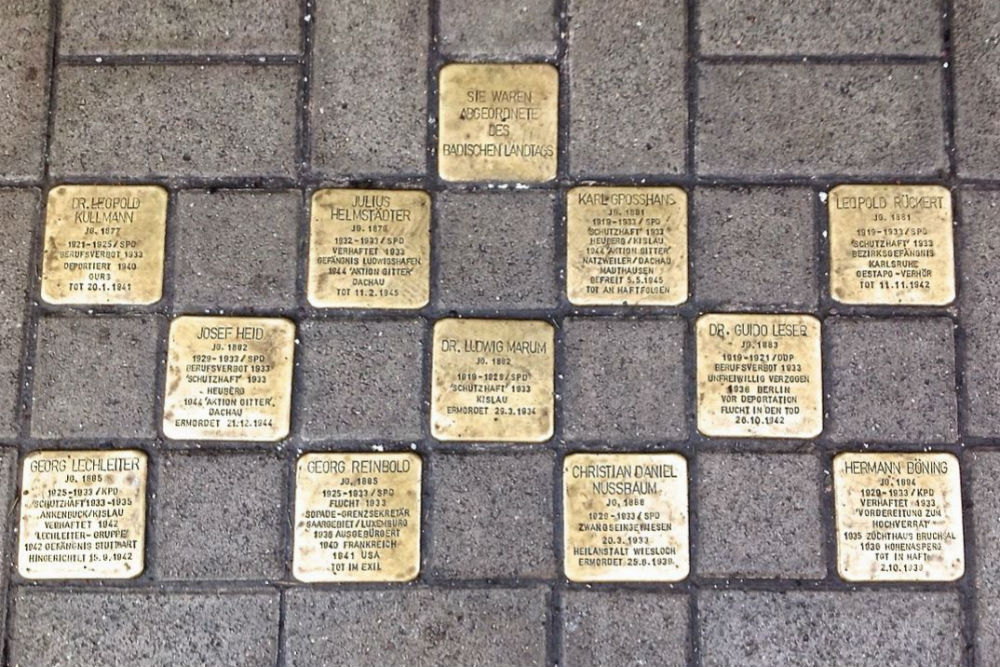 SIE WAREN
ABGEORDNETE
DES
BADISCHEN LANDTAGS
DR. LEOPOLD
KULLMANN
JG. 1877
1921-1925/SPD
BERUFSVERBOT 1933
DEPORTIERT 1940
GURS
TOT 20.1.1941
JULIUS
HELMSTÄDTER
JG. 1878
1932-1933/SPD
VERHAFTET 1933
GEFÄNGNIS LUDWIGSHAFEN
1944 'AKTION GITTER'
DACHAU
TOT 11.2.1945
KARL GROSSHANS
JG. 1881
1919-1933/SPD
'SCHUTZHAFT' 1933
HEUBERG/KISLAU
1944 'AKTION GITTER'
NATZWEILER/DACHAU
MAUTHAUSEN
BEFREIT 5.5.1945
TOT AN HAFTFOLGEN
LEOPOLD RÜCKERT
JG. 1881
1919-1933/SPD
'SCHUTZHAFT' 1933
BEZIRKSGEFÄNGNIS
KARLSRUHE
GESTAPO-VERHÖR
TOT 11.11.1942
JOSEF HEID
JG. 1882
1929-1933/SPD
BERUFSVERBOT 1933
'SCHUTZHAFT' 1933
HEUBERG
1944 'AKTION GITTER'
DACHAU
ERMORDET 21.12.1944
DR. LUDWIG MARUM
JG. 1882
1919-1928/SPD
'SCHUTZHAFT' 1933
KISLAU
ERMORDET 29.3.1934
DR. GUIDO LESER
JG. 1883
1919-1921/DDP
BERUFSVERBOT 1933
UNFREIWILLIG VERZOGEN
1936 BERLIN
VOR DEPORTATION
FLUCHT IN DEN TOD
26.10.1942
GEORG LECHLEITER
JG. 1885
1925-1933/KPD
'SCHUTZHAFT' 1933-1935
ANKENBUCK/KISLAU
VERHAFTET 1942
'LECHLEITER-GRUPPE'
1942 GEFÄNGNIS STUTTGART
HINGERICHTET 15.9.1942
GEORG REINBOLD
JG. 1885
1925-1933/SPD
FLUCHT 1933
SOPADE-GRENZSEKRETÄR
SAARGEBIET/LUXEMBURG
1938 AUSGEBÜRGERT
1940 FRANKREICH
1941 USA
TOT IM EXIL
CHRISTIAN DANIEL
NUSSBAUM
JG. 1888
1928-1933/SPD
ZWANGSEINGEWIESEN
20.3.1933
HEILANSTALT WIESLOCH
ERMORDET 25.6.1939
HERMANN BÖNING
JG. 1894
1929-1933/KPD
VERHAFTET 1933
'VORBEREITUNG ZUM
HOCHVERRAT'
1935 ZUCHTHAUS BRUCHSAL
1936 HOHENASPERG
TOT IN HAFT
2.10.1939